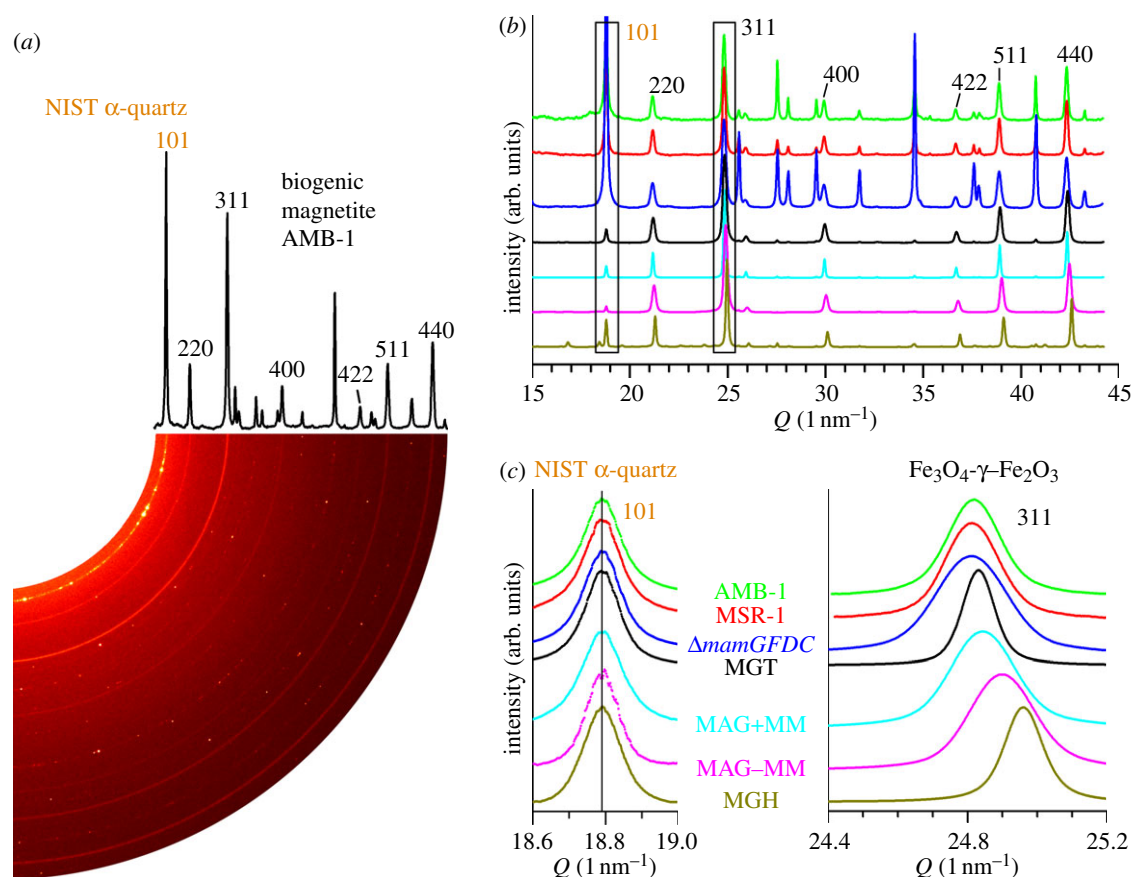 (a)
NIST α-quartz
101
311
biogenic
magnetite
AMB-1
220
400
422
511
440
(b)
101
311
220
400
422
511
440
intensity (arb. units)
15 20 25 30 35 40 45
Q (1 nm⁻¹)
(c) NIST α-quartz
101
Fe₃O₄-γ–Fe₂O₃
311
intensity (arb. units)
AMB-1
MSR-1
ΔmamGFDC
MGT
MAG+MM
MAG–MM
MGH
18.6 18.8 19.0
Q (1 nm⁻¹)
24.4 24.8 25.2
Q (1 nm⁻¹)